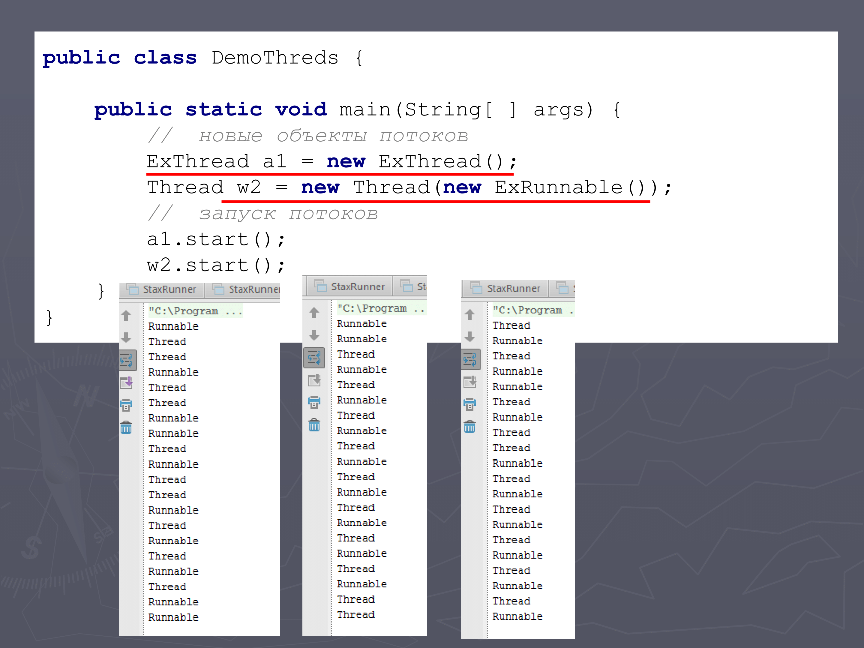 public class DemoThreds {
public static void main(String[ ] args) {
// новые объекты потоков
ExThread a1 = new ExThread();
Thread w2 = new Thread(new ExRunnable());
// запуск потоков
a1.start();
w2.start();
}
}
StaxRunner StaxRunner
"C:\Program ...
Runnable
Thread
Thread
Runnable
Thread
Thread
Runnable
Runnable
Thread
Runnable
Thread
Thread
Runnable
Thread
Runnable
Thread
Runnable
Thread
Runnable
Runnable
StaxRunner St
"C:\Program ..
Runnable
Runnable
Thread
Runnable
Thread
Runnable
Thread
Runnable
Thread
Runnable
Thread
Runnable
Thread
Runnable
Thread
Runnable
Thread
Runnable
Thread
Thread
StaxRunner
"C:\Program .
Thread
Runnable
Thread
Runnable
Runnable
Thread
Runnable
Thread
Thread
Runnable
Thread
Runnable
Thread
Runnable
Thread
Runnable
Thread
Runnable
Thread
Runnable
N
S